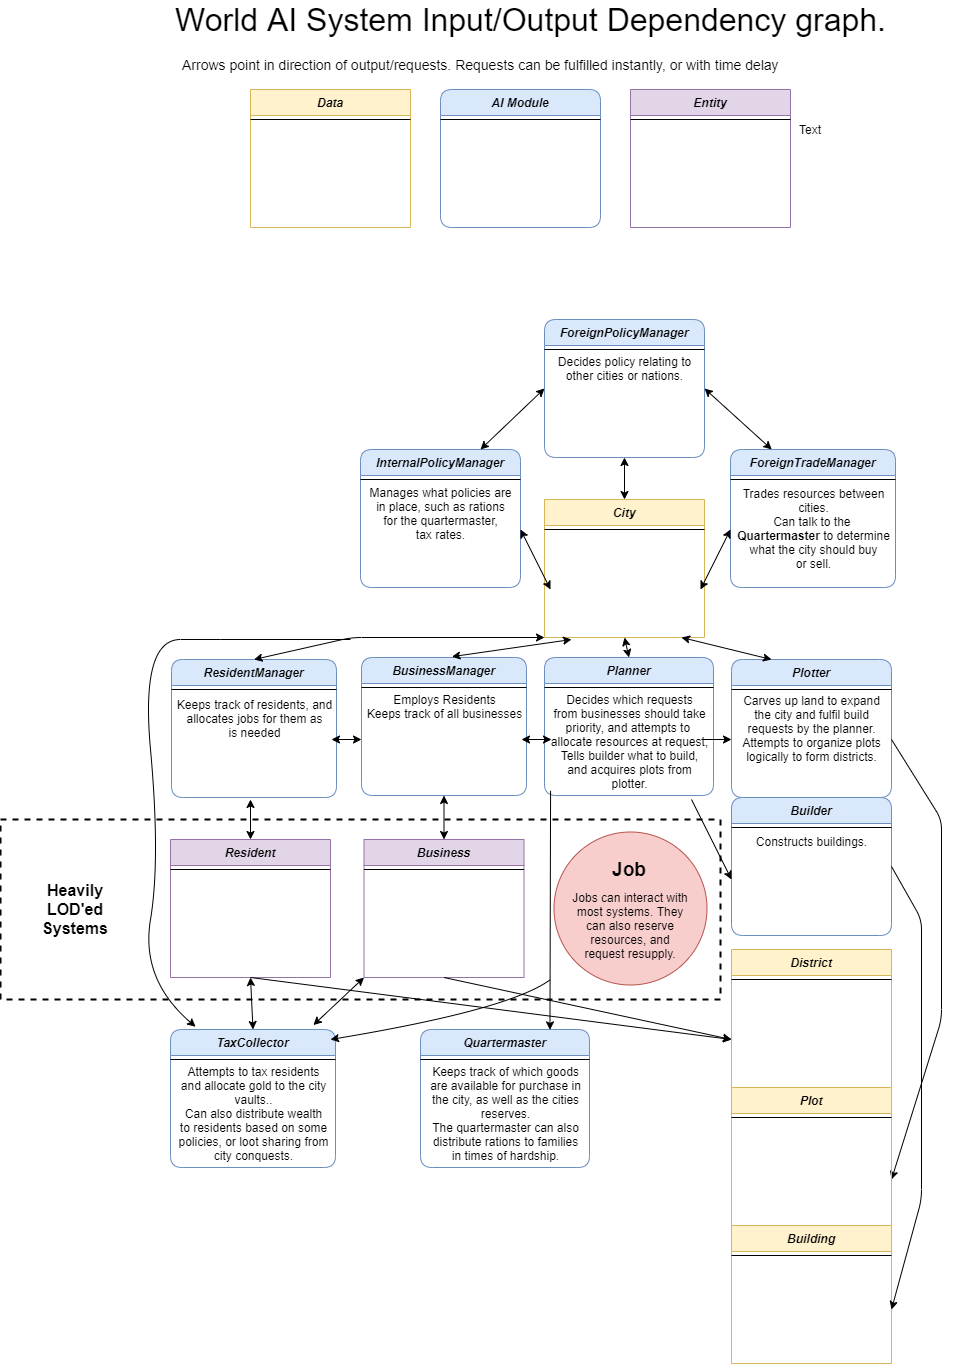 World AI System Input/Output Dependency graph.
Arrows point in direction of output/requests. Requests can be fulfilled instantly, or with time delay
Data
AI Module
Entity
Text
ForeignPolicyManager
Decides policy relating to
other cities or nations.
InternalPolicyManager
Manages what policies are
in place, such as rations
for the quartermaster,
tax rates.
ForeignTradeManager
Trades resources between
cities.
Can talk to the
Quartermaster to determine
what the city should buy
or sell.
City
ResidentManager
Keeps track of residents, and
allocates jobs for them as
is needed
BusinessManager
Employs Residents
Keeps track of all businesses
Planner
Decides which requests
from businesses should take
priority, and attempts to
allocate resources at request,
Tells builder what to build,
and acquires plots from
plotter.
Plotter
Carves up land to expand
the city and fulfil build
requests by the planner.
Attempts to organize plots
logically to form districts.
Builder
Constructs buildings.
Heavily
LOD'ed
Systems
Resident
Business
Job
Jobs can interact with
most systems. They
can also reserve
resources, and
request resupply.
District
TaxCollector
Attempts to tax residents
and allocate gold to the city
vaults..
Can also distribute wealth
to residents based on some
policies, or loot sharing from
city conquests.
Quartermaster
Keeps track of which goods
are available for purchase in
the city, as well as the cities
reserves.
The quartermaster can also
distribute rations to families
in times of hardship.
Plot
Building